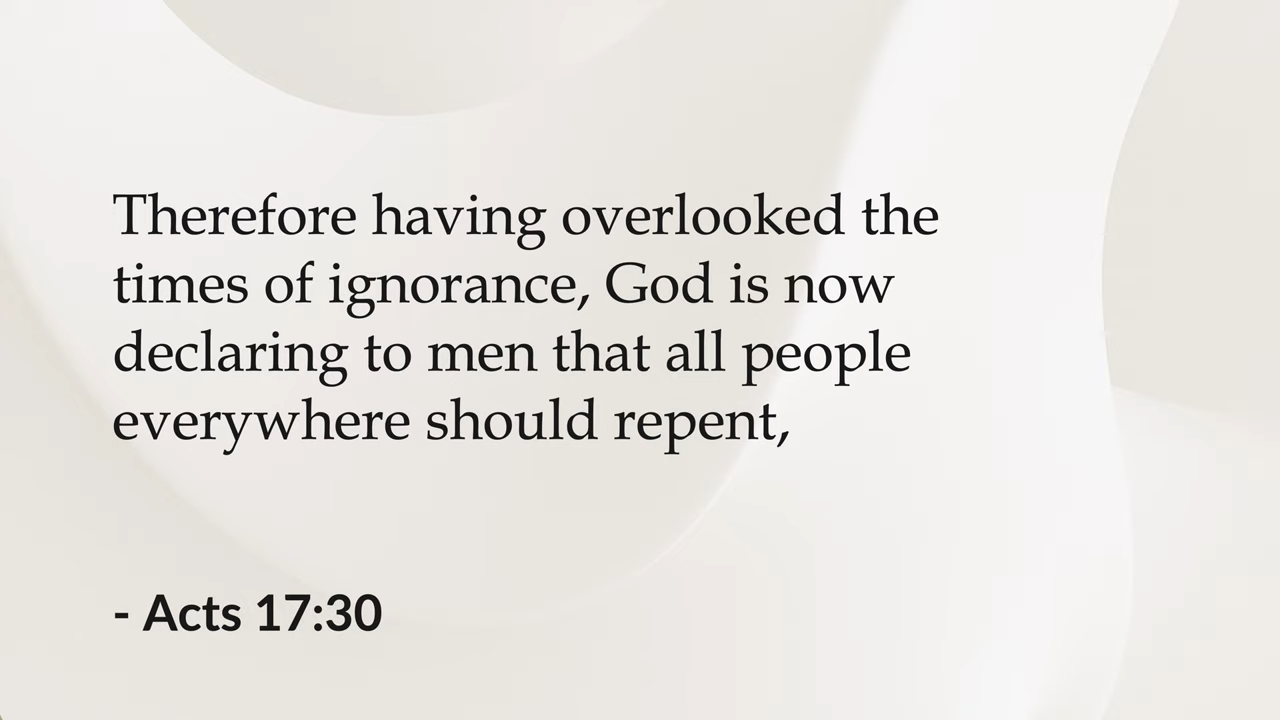 Therefore having overlooked the
times of ignorance, God is now
declaring to men that all people
everywhere should repent,
- Acts 17:30